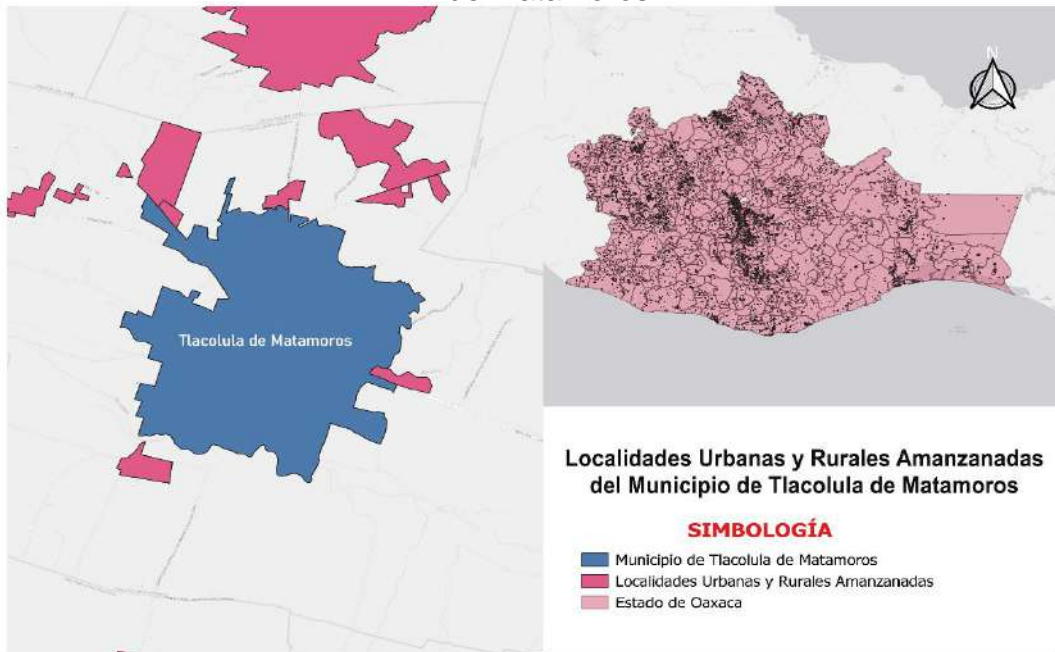 Tlacolula de Matamoros
N
Localidades Urbanas y Rurales Amanzanadas
del Municipio de Tlacolula de Matamoros
SIMBOLOGÍA
Municipio de Tlacolula de Matamoros
Localidades Urbanas y Rurales Amanzanadas
Estado de Oaxaca